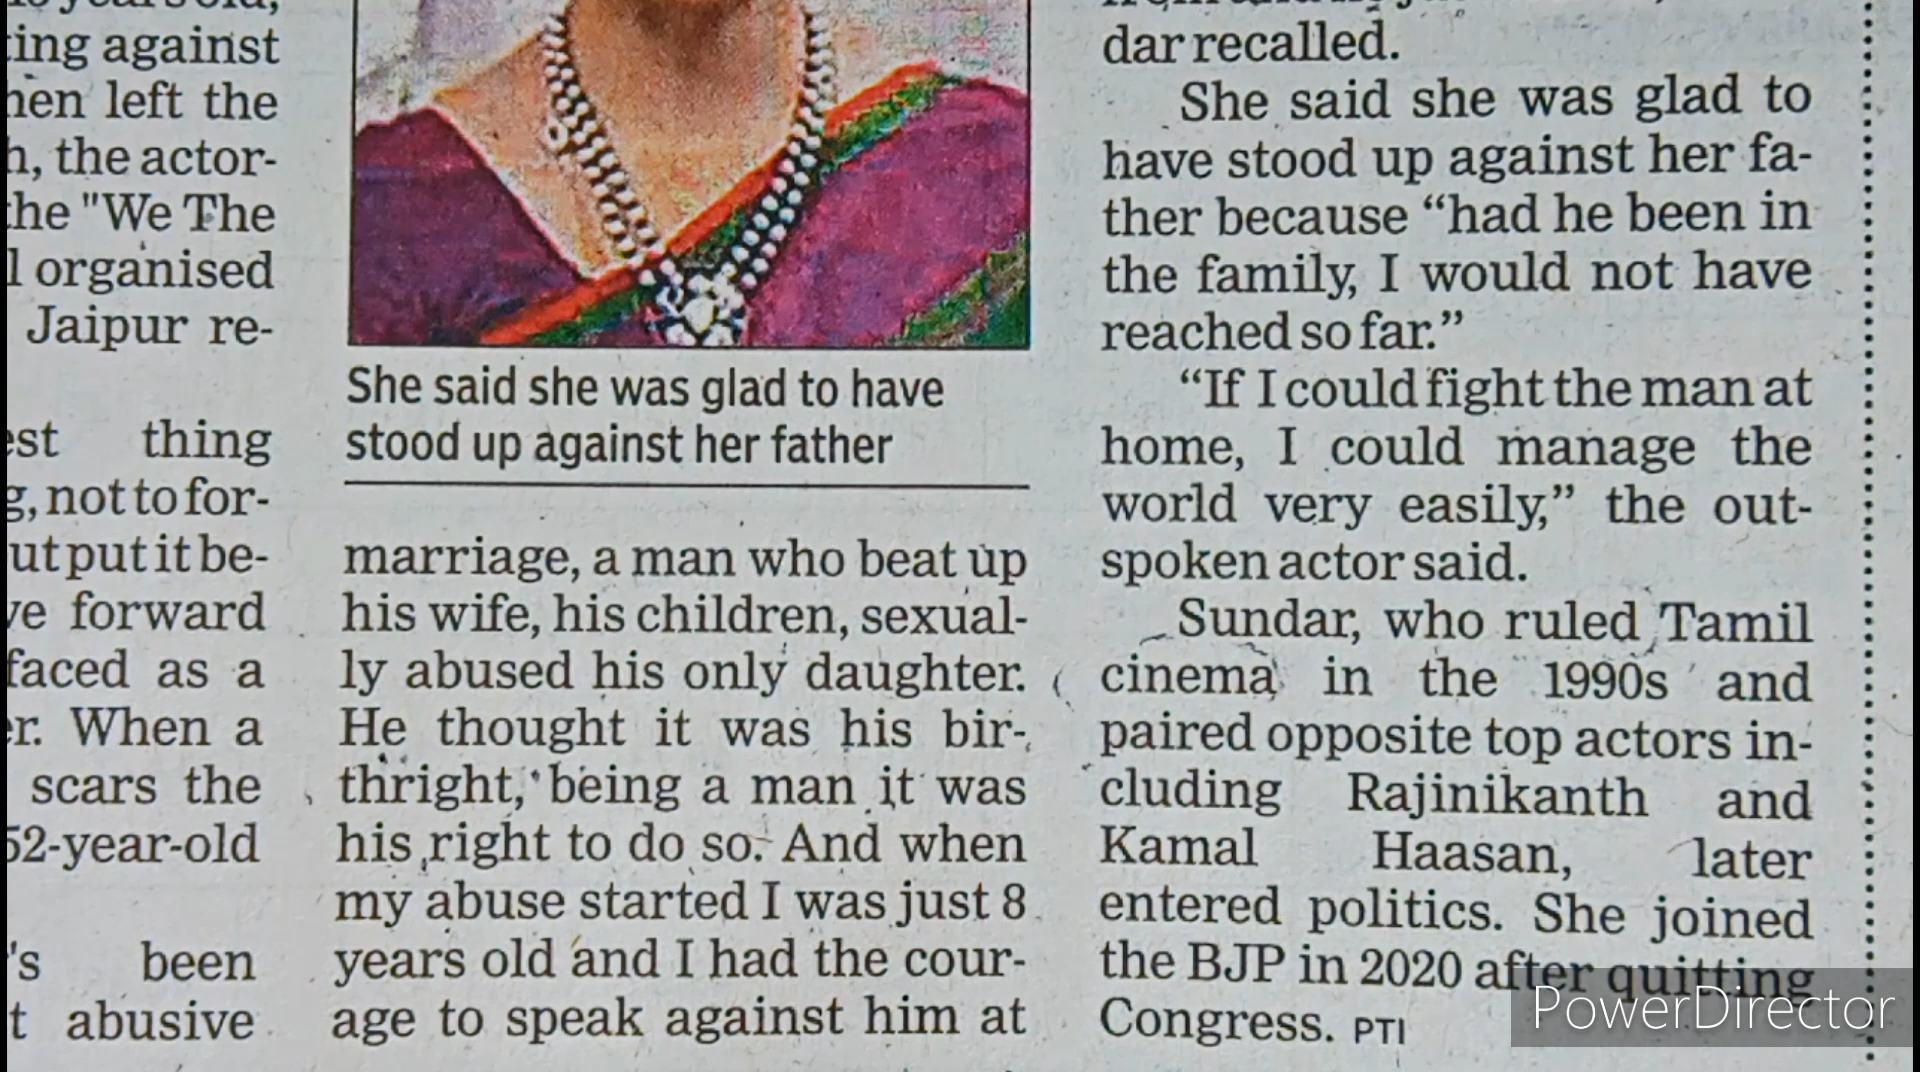 ing against
left the
the actor-
"We The
organised
Jaipur re-
thing
not to for-
put it be-
forward
faced as a
When a
scars the
52-year-old
been
abusive
She said she was glad to have
stood up against her father
marriage, a man who beat up
his wife, his children, sexual-
ly abused his only daughter.
He thought it was his bir-
thright, being a man it was
his right to do so. And when
my abuse started I was just 8
years old and I had the cour-
age to speak against him at
dar recalled.
She said she was glad to
have stood up against her fa-
ther because “had he been in
the family, I would not have
reached so far.”
“If I could fight the man at
home, I could manage the
world very easily,” the out-
spoken actor said.
Sundar, who ruled Tamil
cinema in the 1990s and
paired opposite top actors in-
cluding Rajinikanth and
Kamal Haasan, later
entered politics. She joined
the BJP in 2020 after quitting
Congress. PTI
PowerDirector